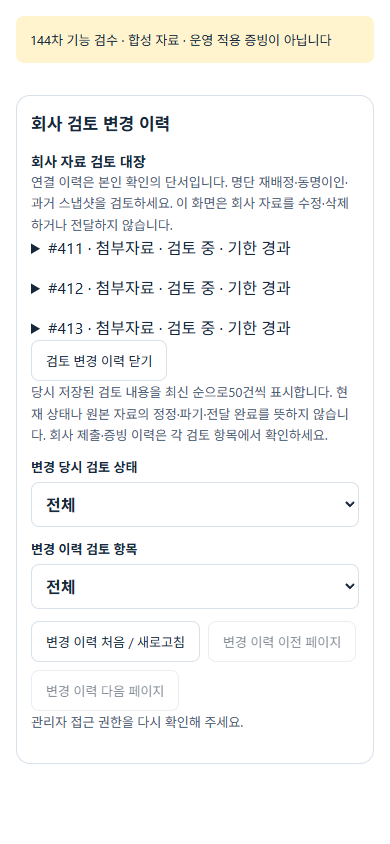 144차 기능 검수 · 합성 자료 · 운영 적용 증빙이 아닙니다
회사 검토 변경 이력
회사 자료 검토 대장
연결 이력은 본인 확인의 단서입니다. 명단 재배정·동명이인·
과거 스냅샷을 검토하세요. 이 화면은 회사 자료를 수정·삭제
하거나 전달하지 않습니다.
▶ #411 · 첨부자료 · 검토 중 · 기한 경과
▶ #412 · 첨부자료 · 검토 중 · 기한 경과
▶ #413 · 첨부자료 · 검토 중 · 기한 경과
검토 변경 이력 닫기
당시 저장된 검토 내용을 최신 순으로50건씩 표시합니다. 현
재 상태나 원본 자료의 정정·파기·전달 완료를 뜻하지 않습니
다. 회사 제출·증빙 이력은 각 검토 항목에서 확인하세요.
변경 당시 검토 상태
전체
변경 이력 검토 항목
전체
변경 이력 처음 / 새로고침
변경 이력 이전 페이지
변경 이력 다음 페이지
관리자 접근 권한을 다시 확인해 주세요.